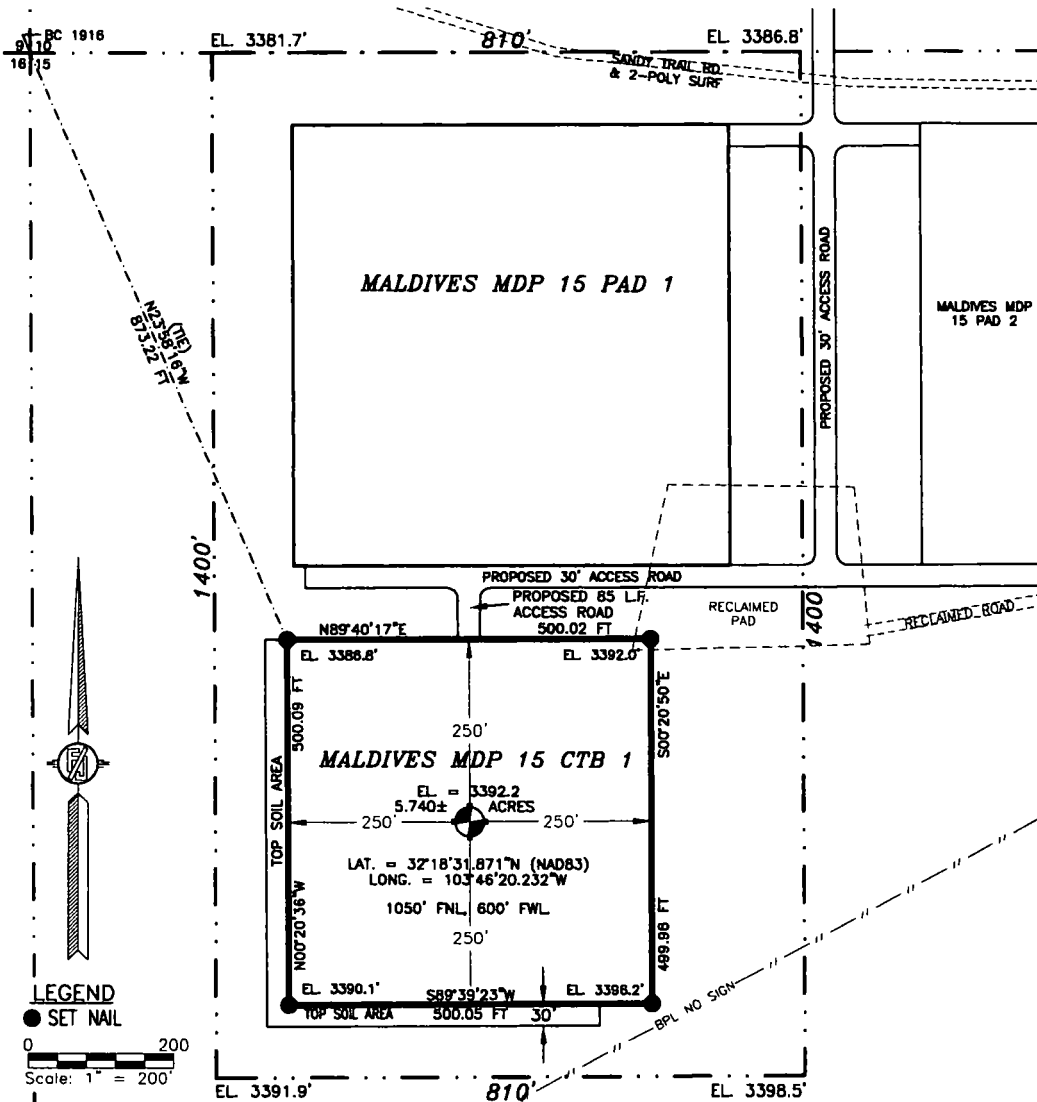 BC 1916
9 10
16 15
EL. 3381.7'
810'
EL. 3386.8'
SANDY TRAIL RD.
& 2-POLY SURF
MALDIVES MDP 15 PAD 1
PROPOSED 30' ACCESS ROAD
MALDIVES MDP
15 PAD 2
(TIE)
N23°58'16"W
873.22 FT
1400'
PROPOSED 30' ACCESS ROAD
PROPOSED 85 L.F.
ACCESS ROAD
RECLAIMED
PAD
1400'
RECLAIMED ROAD
N89°40'17"E
500.02 FT
EL. 3386.8'
EL. 3392.0'
500.09 FT
S00°20'50"E
250'
MALDIVES MDP 15 CTB 1
EL. = 3392.2
5.740± ACRES
250'
250'
TOP SOIL AREA
LAT. = 32°18'31.871"N (NAD83)
LONG. = 103°46'20.232"W
1050' FNL, 600' FWL
N00°20'36"W
499.98 FT
250'
EL. 3390.1'
S89°39'23"W
TOP SOIL AREA
500.05 FT
30'
BPL NO SIGN
LEGEND
SET NAIL
0 200
Scale: 1" = 200'
EL. 3391.9'
810'
EL. 3398.5'